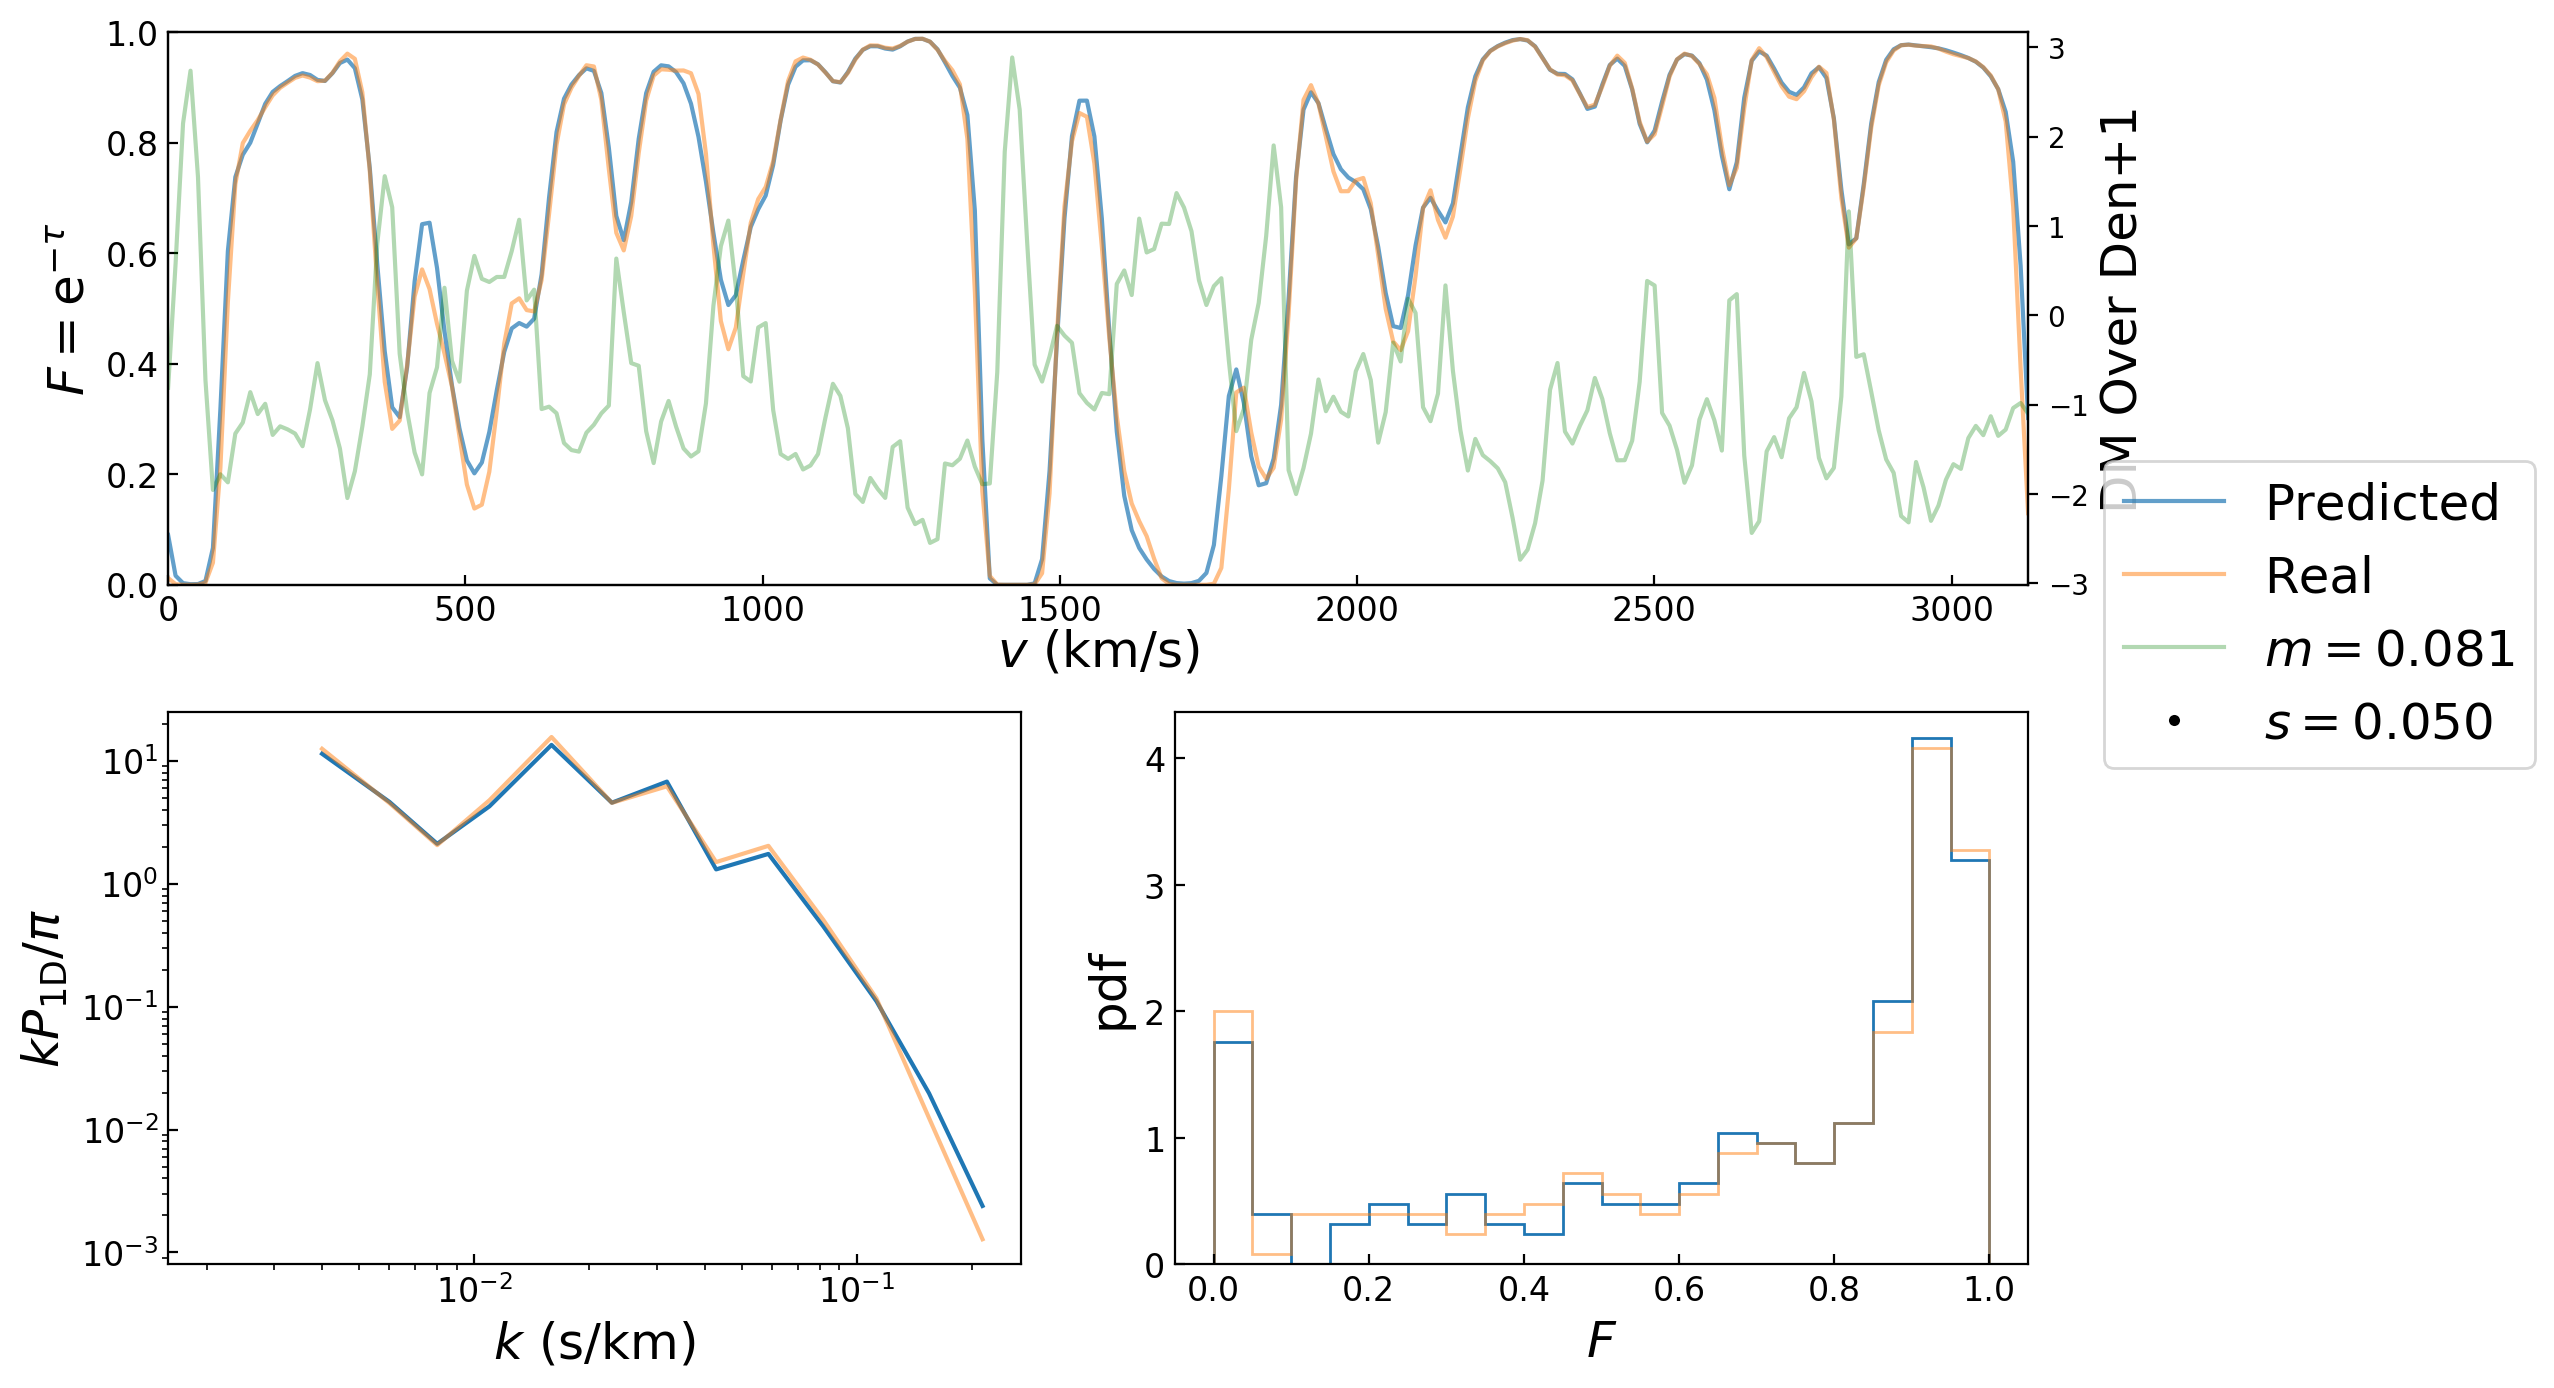 1.0
0.8
0.6
0.4
0.2
0.0
F = e^{−τ}
3
2
1
0
−1
−2
−3
DM Over Den+1
0 500 1000 1500 2000 2500 3000
v (km/s)
Predicted
Real
m = 0.081
s = 0.050
10^1
10^0
10^{−1}
10^{−2}
10^{−3}
kP_{1D}/π
10^{−2} 10^{−1}
k (s/km)
4
3
2
1
0
pdf
0.0 0.2 0.4 0.6 0.8 1.0
F